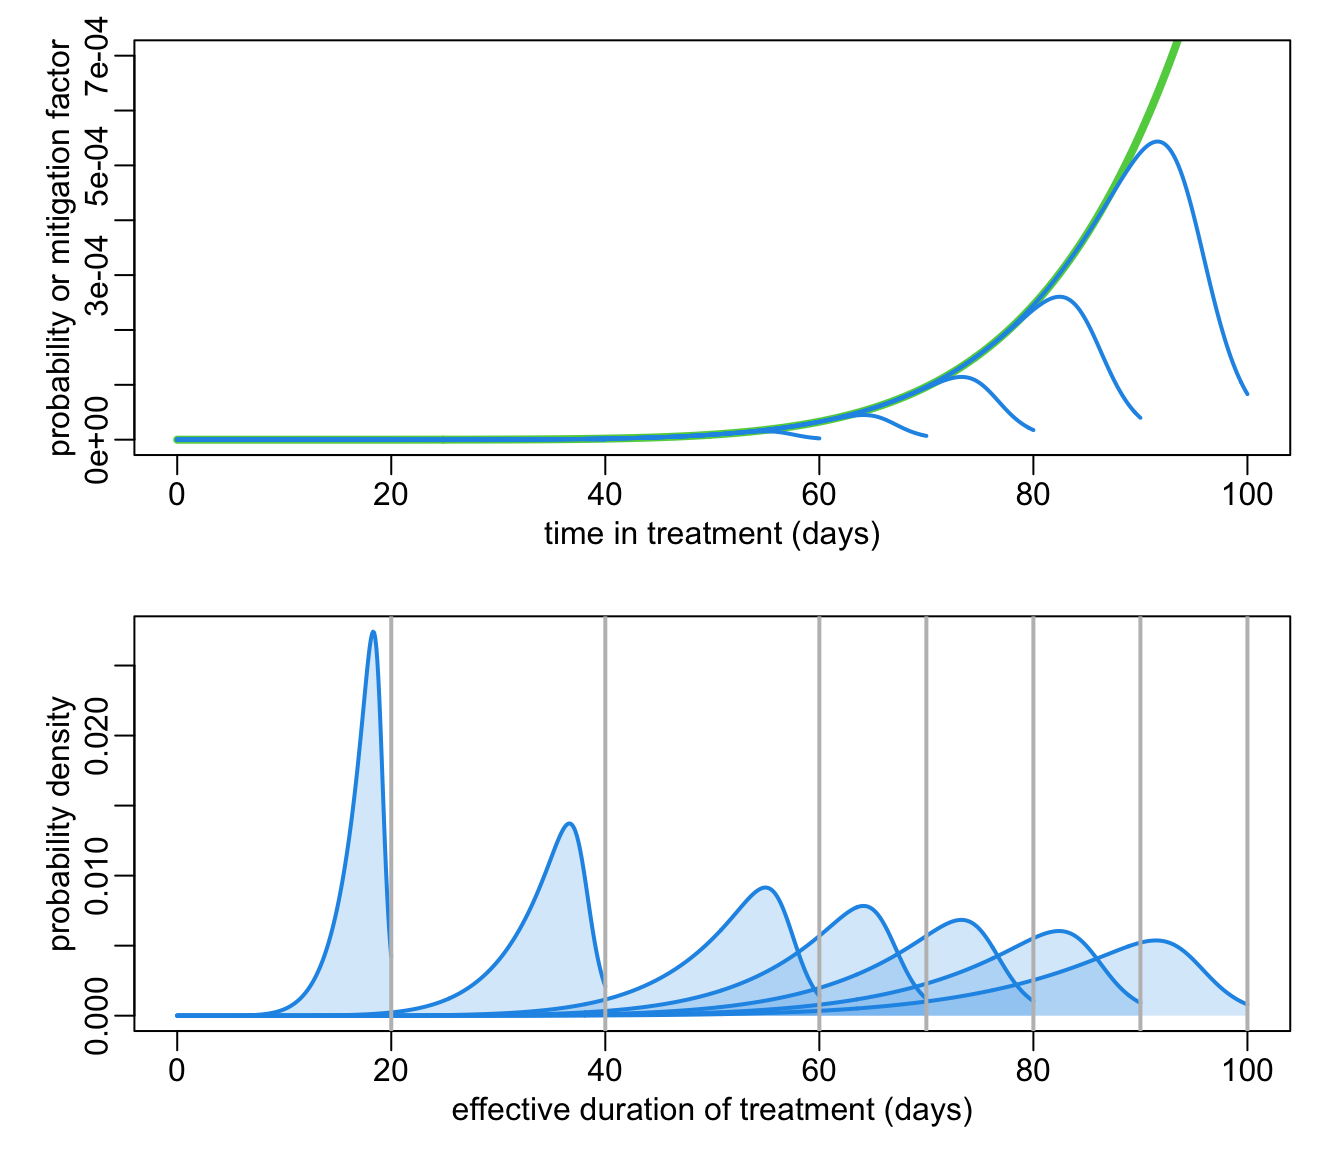 probability or mitigation factor
7e-04
5e-04
3e-04
0e+00
0 20 40 60 80 100
time in treatment (days)
probability density
0.020
0.010
0.000
0 20 40 60 80 100
effective duration of treatment (days)